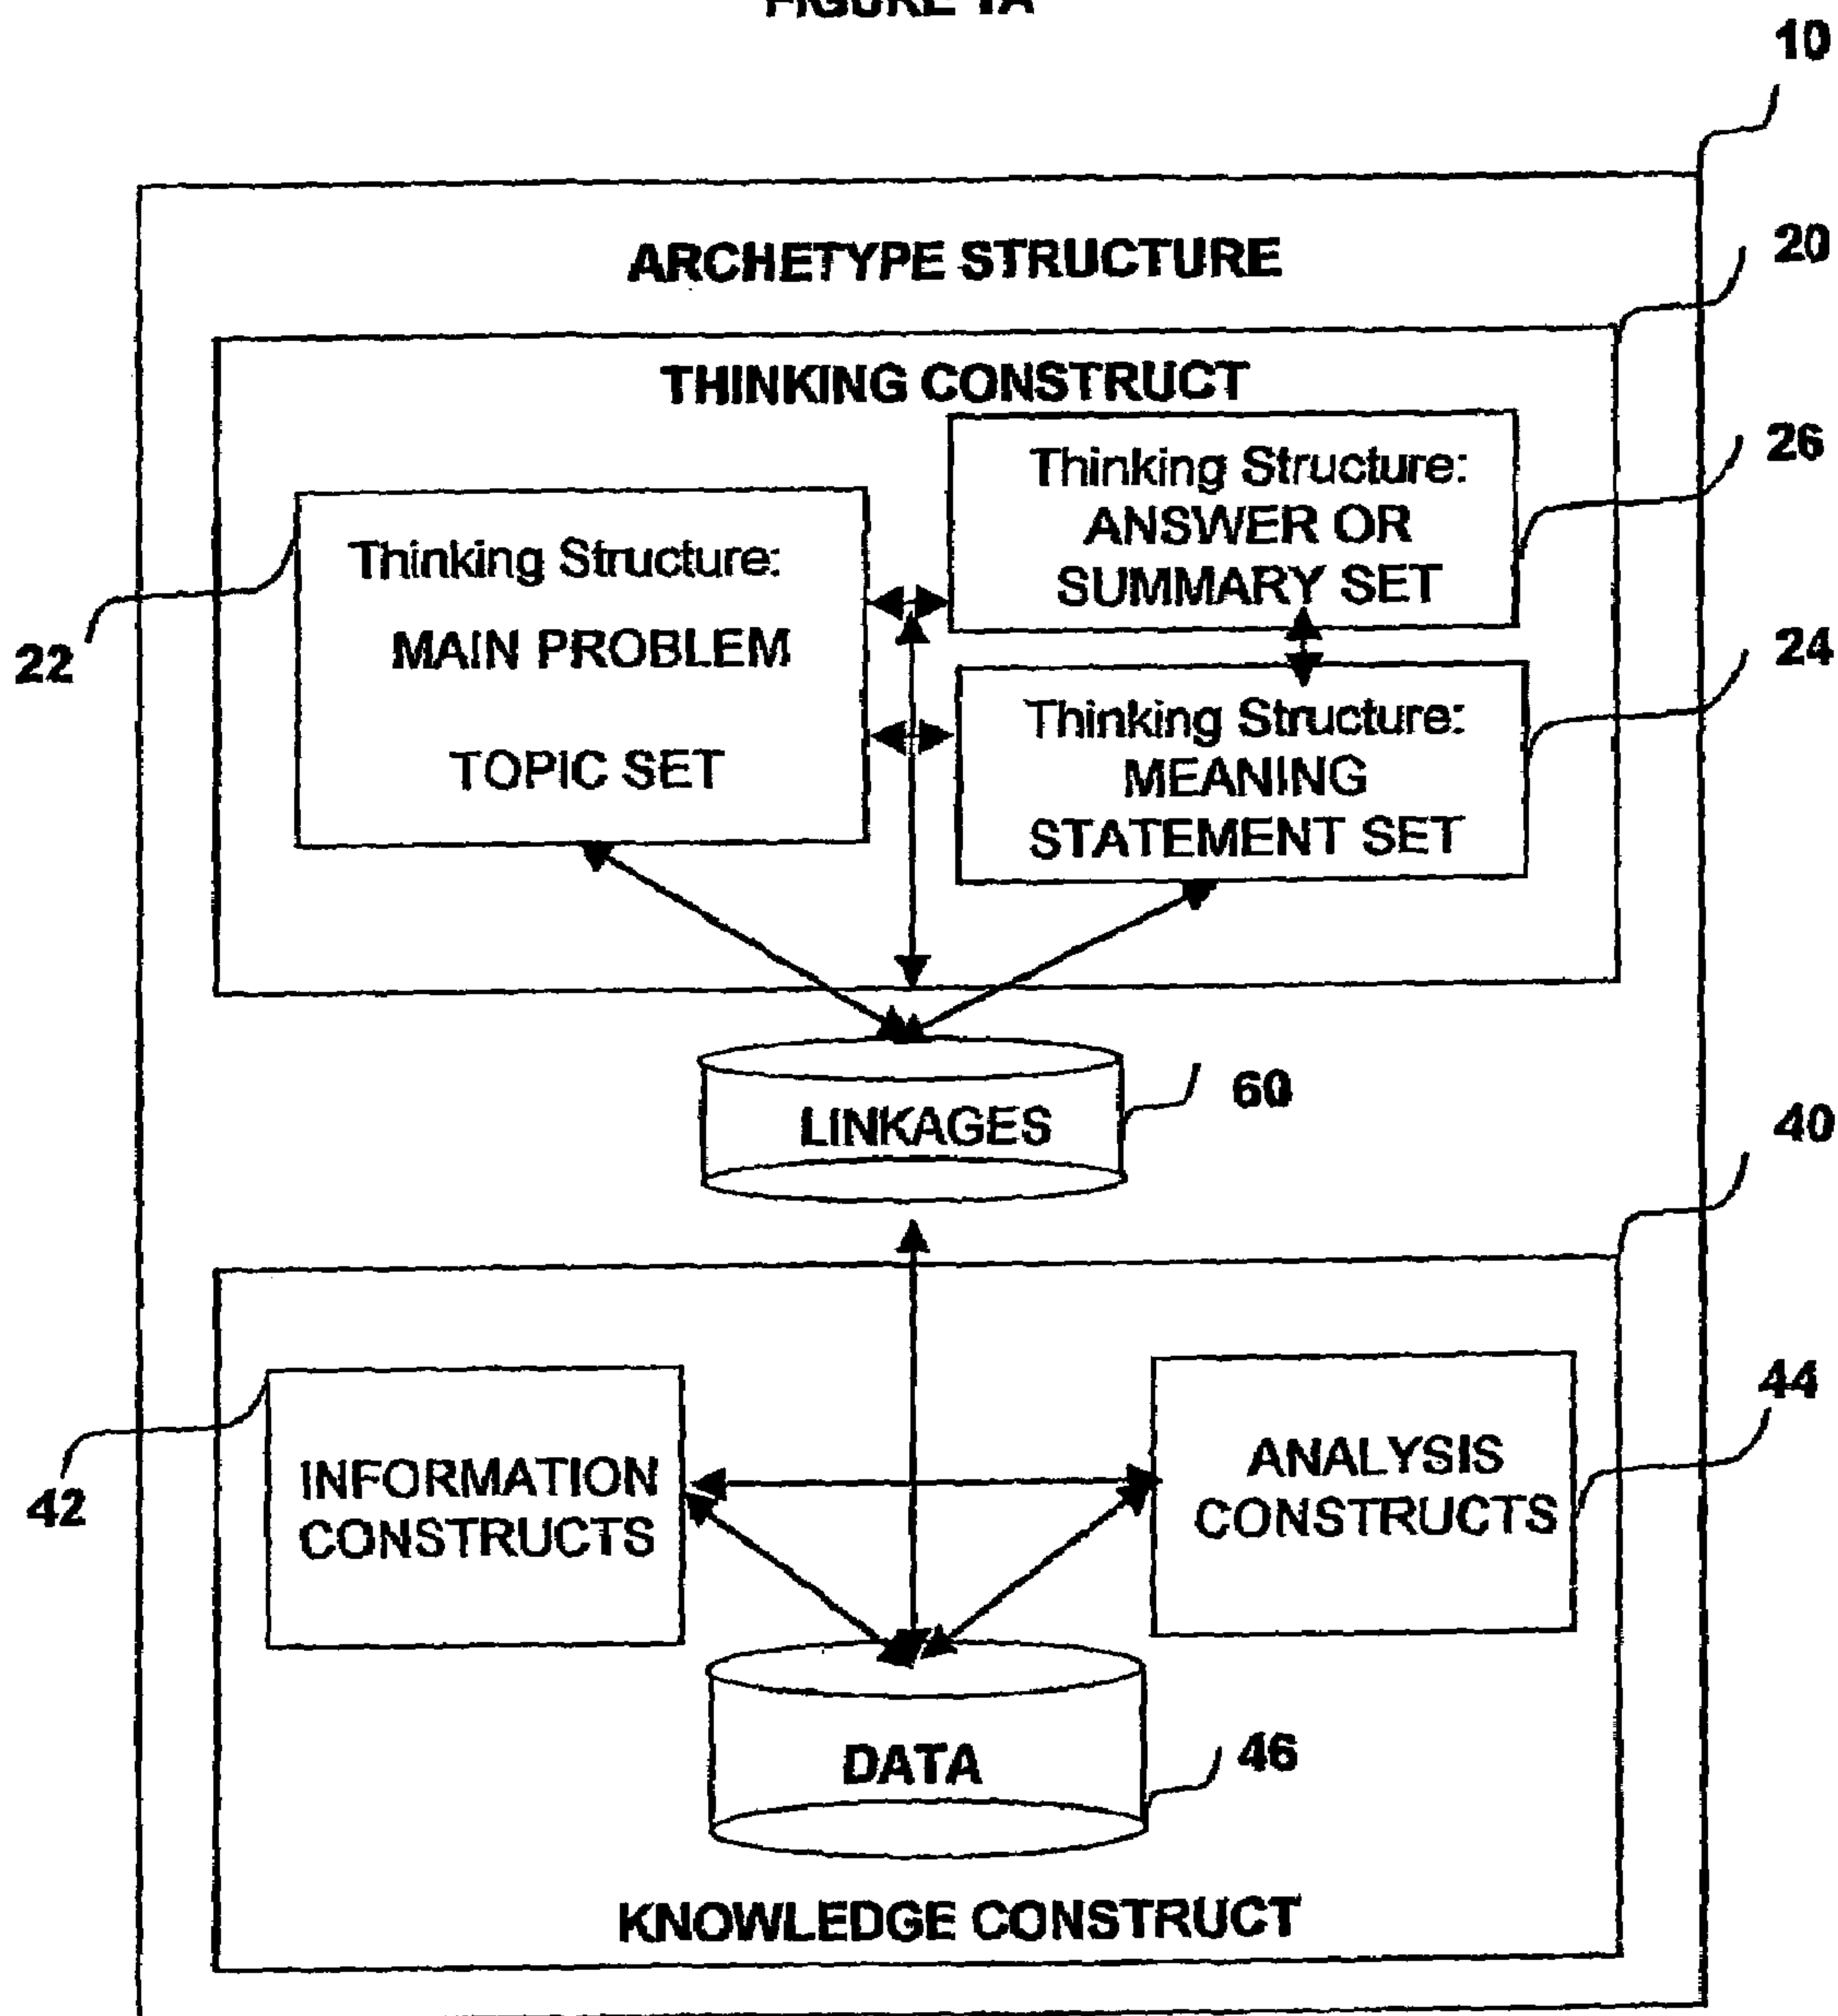 FIGURE 1A
10
ARCHETYPE STRUCTURE
20
THINKING CONSTRUCT
26
Thinking Structure:
ANSWER OR
SUMMARY SET
22
Thinking Structure:
MAIN PROBLEM
TOPIC SET
24
Thinking Structure:
MEANING
STATEMENT SET
LINKAGES
60
40
42
INFORMATION
CONSTRUCTS
44
ANALYSIS
CONSTRUCTS
DATA
46
KNOWLEDGE CONSTRUCT